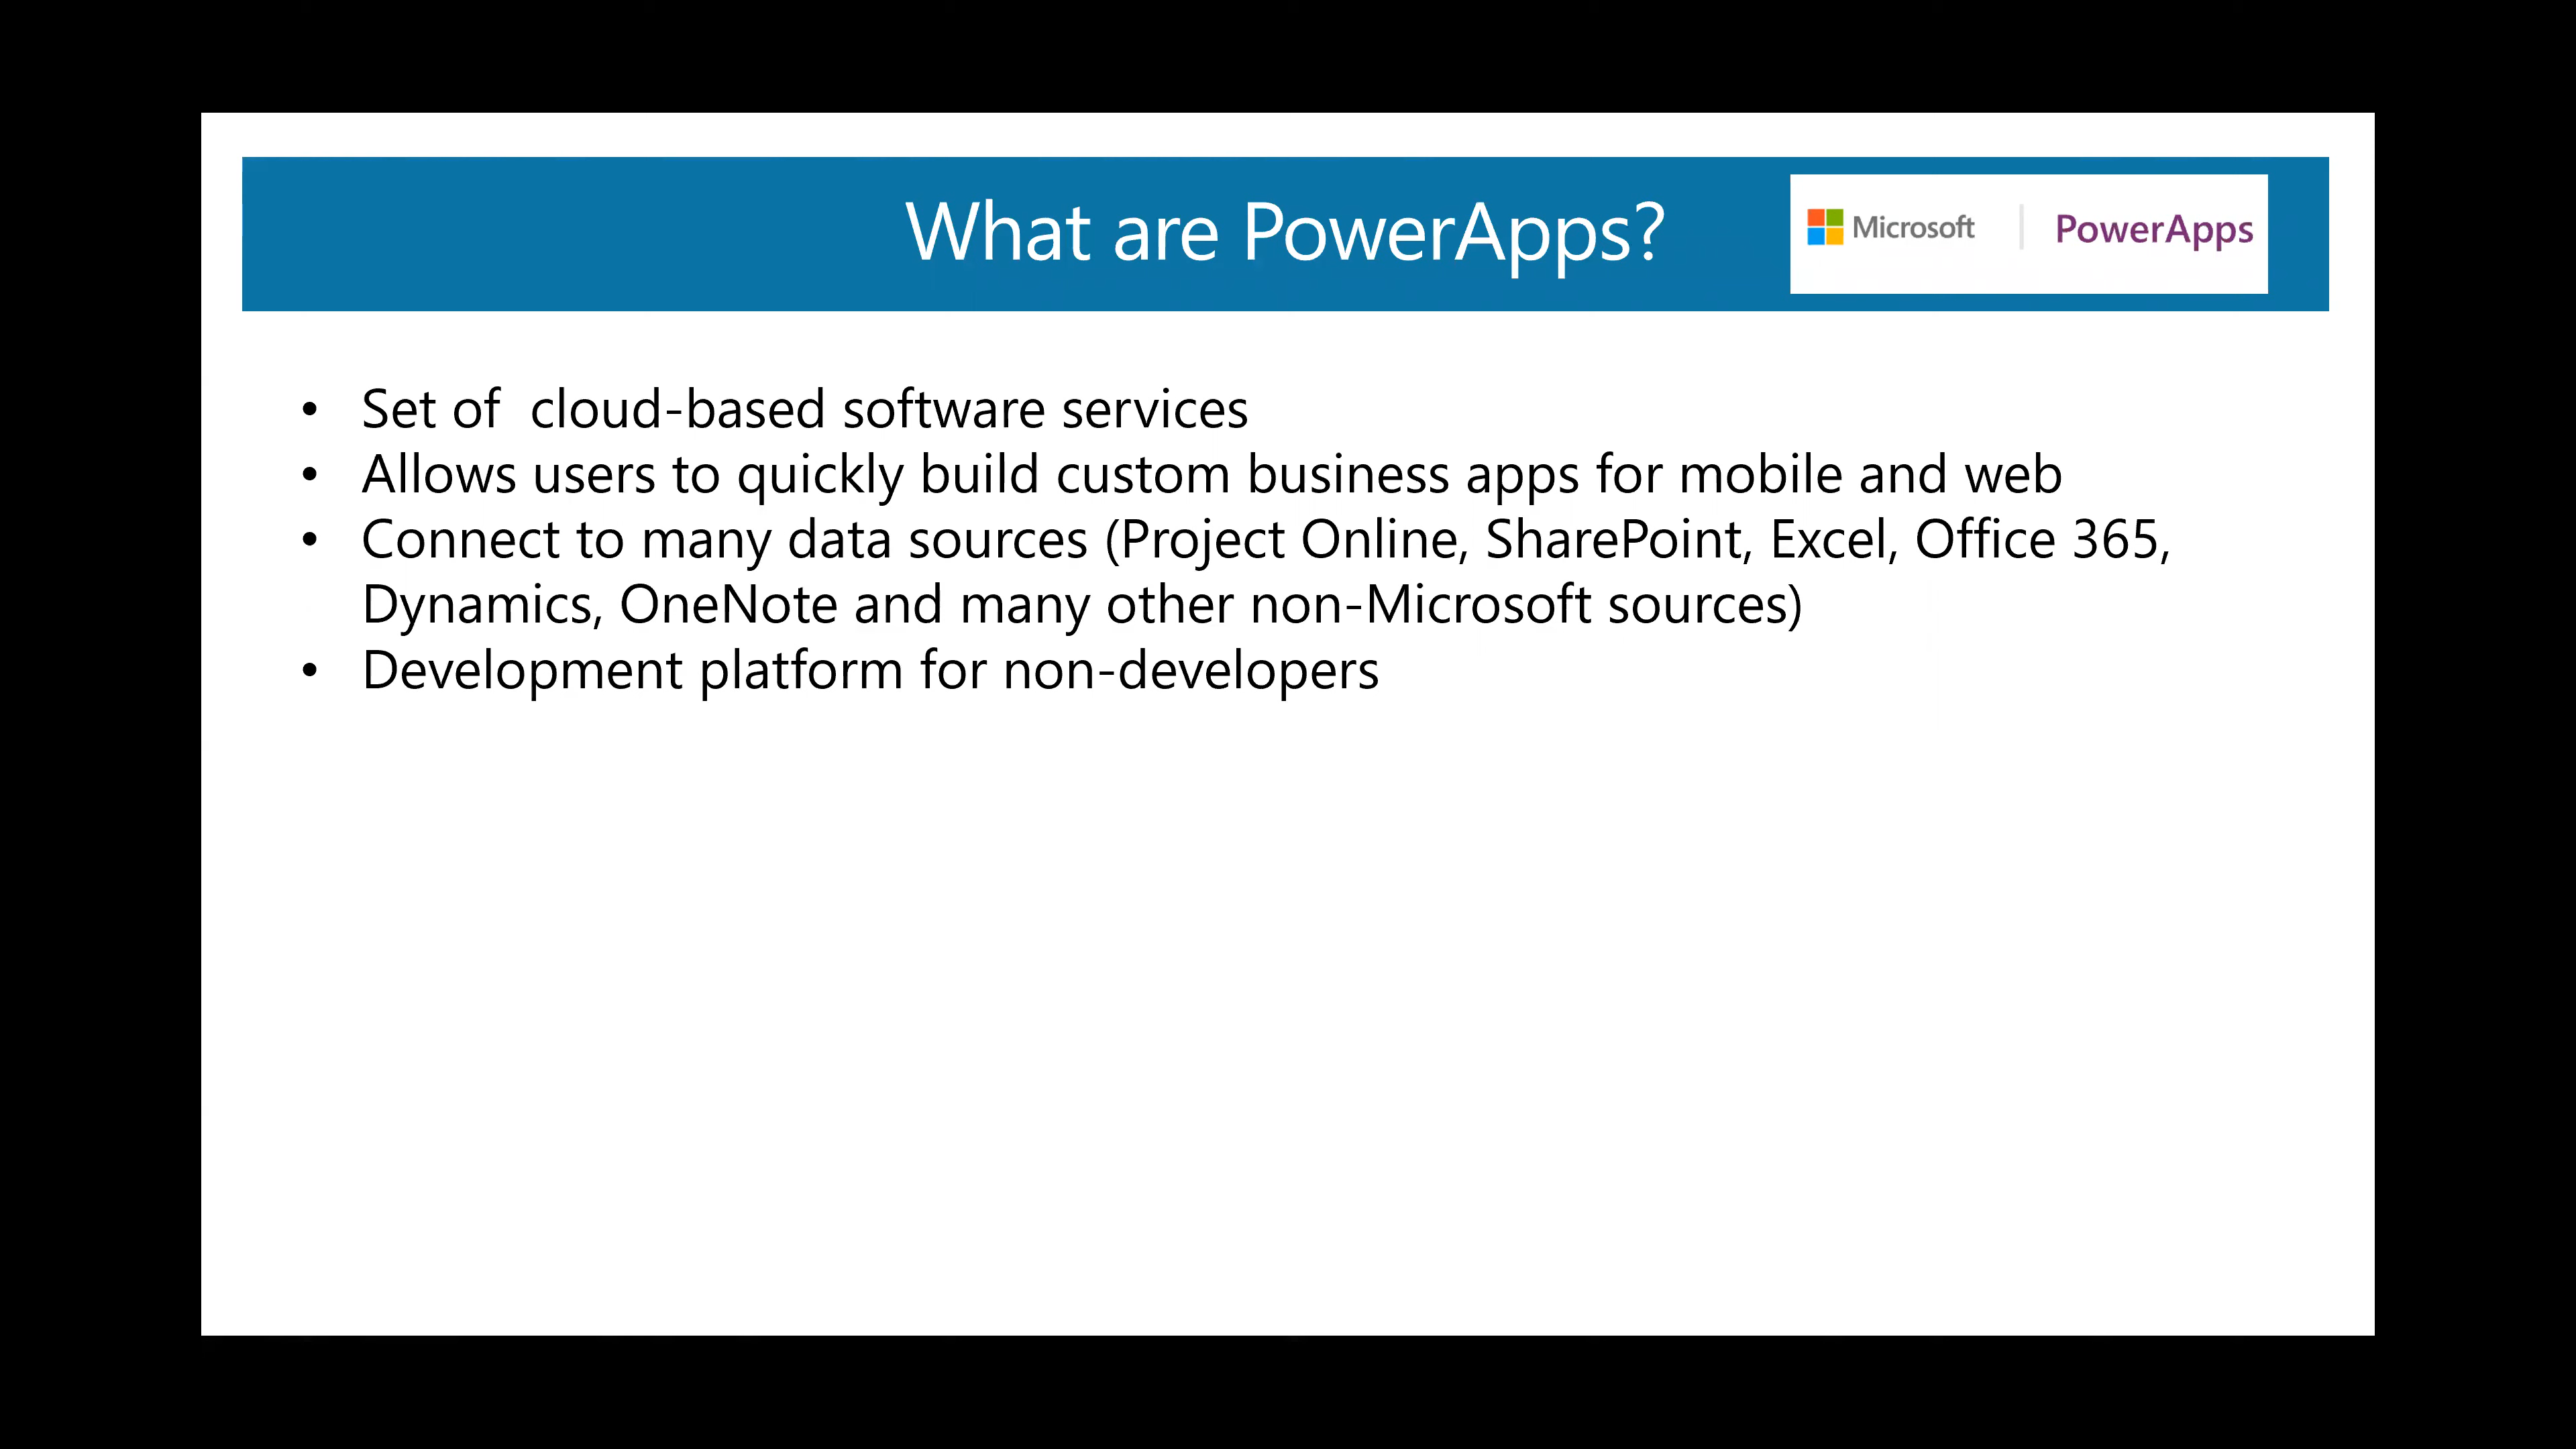 What are PowerApps?
Microsoft | PowerApps
• Set of  cloud-based software services
• Allows users to quickly build custom business apps for mobile and web
• Connect to many data sources (Project Online, SharePoint, Excel, Office 365,
Dynamics, OneNote and many other non-Microsoft sources)
• Development platform for non-developers